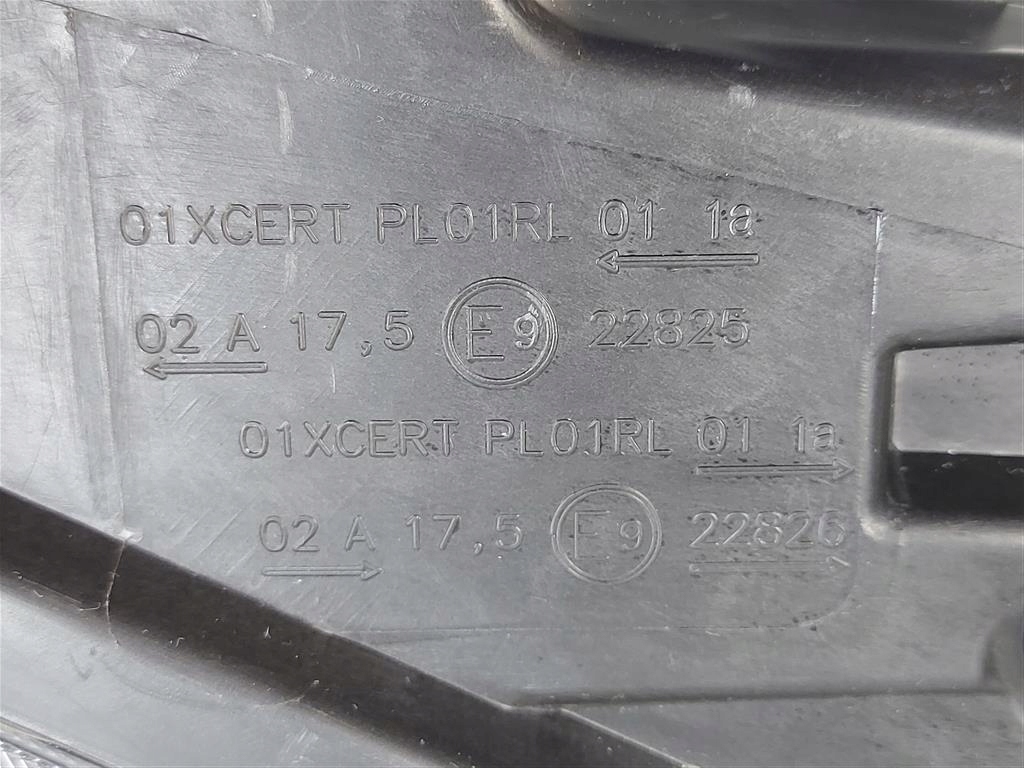 01XCERT PL01RL 01 1a
02 A 17,5 E9 22825
01XCERT PL01RL 01 1a
02 A 17,5 E9 22826